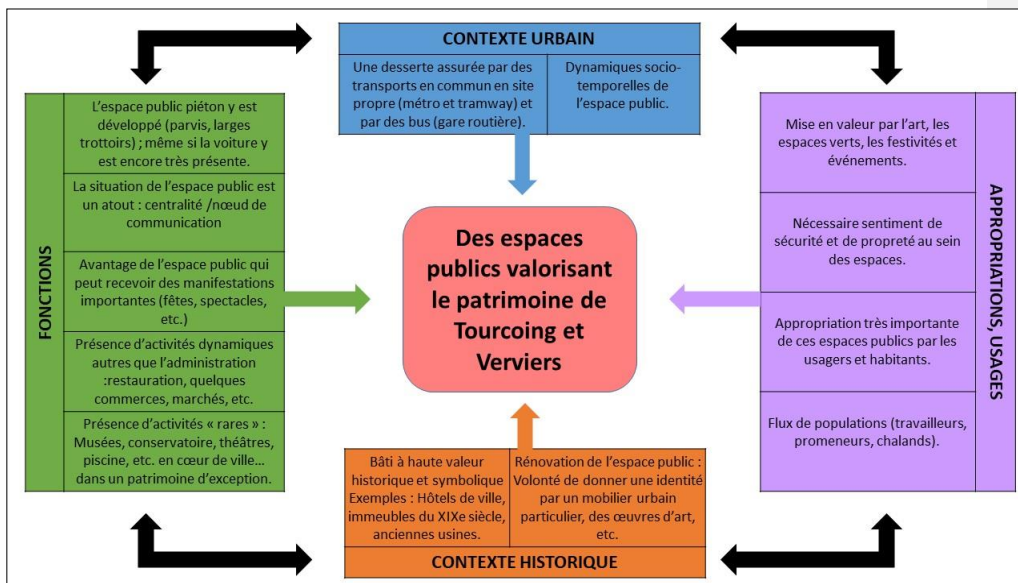 CONTEXTE URBAIN
Une desserte assurée par des
transports en commun en site
propre (métro et tramway) et
par des bus (gare routière).
Dynamiques socio-
temporelles de
l'espace public.
FONCTIONS
L'espace public piéton y est
développé (parvis, larges
trottoirs) ; même si la voiture y
est encore très présente.
La situation de l'espace public est
un atout : centralité /nœud de
communication
Avantage de l'espace public qui
peut recevoir des manifestations
importantes (fêtes, spectacles,
etc.)
Présence d'activités dynamiques
autres que l'administration
:restauration, quelques
commerces, marchés, etc.
Présence d'activités « rares » :
Musées, conservatoire, théâtres,
piscine, etc. en cœur de ville…
dans un patrimoine d'exception.
Des espaces
publics valorisant
le patrimoine de
Tourcoing et
Verviers
Mise en valeur par l'art, les
espaces verts, les festivités et
événements.
Nécessaire sentiment de
sécurité et de propreté au sein
des espaces.
Appropriation très importante
de ces espaces publics par les
usagers et habitants.
Flux de populations (travailleurs,
promeneurs, chalands).
APPROPRIATIONS, USAGES
Bâti à haute valeur
historique et symbolique
Exemples : Hôtels de ville,
immeubles du XIXe siècle,
anciennes usines.
Rénovation de l'espace public :
Volonté de donner une identité
par un mobilier urbain
particulier, des œuvres d'art,
etc.
CONTEXTE HISTORIQUE